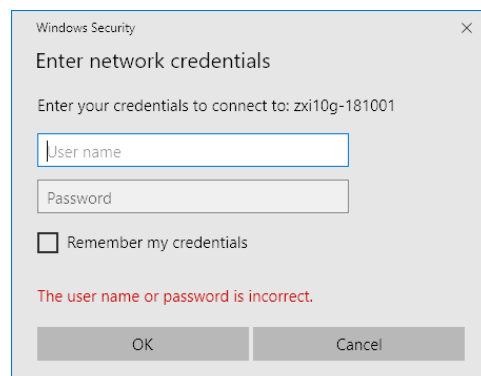 Windows Security
Enter network credentials
Enter your credentials to connect to: zxi10g-181001
User name
Password
Remember my credentials
The user name or password is incorrect.
OK
Cancel